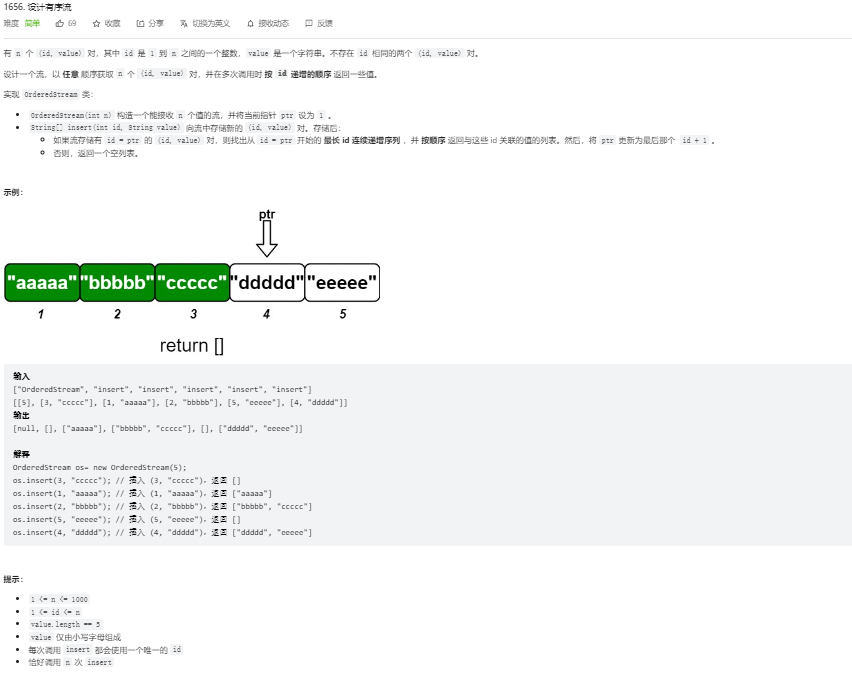 1656. 设计有序流
难度 简单 69 收藏 分享 切换为英文 接收动态 反馈
有 n 个 (id, value) 对，其中 id 是 1 到 n 之间的一个整数，value 是一个字符串。不存在 id 相同的两个 (id, value) 对。
设计一个流，以 任意 顺序获取 n 个 (id, value) 对，并在多次调用时 按 id 递增的顺序 返回一些值。
实现 OrderedStream 类：
OrderedStream(int n) 构造一个能接收 n 个值的流，并将当前指针 ptr 设为 1 。
String[] insert(int id, String value) 向流中存储新的 (id, value) 对。存储后：
如果流存储有 id = ptr 的 (id, value) 对，则找出从 id = ptr 开始的 最长 id 连续递增序列 ，并 按顺序 返回与这些 id 关联的值的列表。然后，将 ptr 更新为最后那个 id + 1 。
否则，返回一个空列表。
示例：
ptr
"aaaaa" "bbbbb" "ccccc" "ddddd" "eeeee"
1 2 3 4 5
return []
输入
["OrderedStream", "insert", "insert", "insert", "insert", "insert"]
[[5], [3, "ccccc"], [1, "aaaaa"], [2, "bbbbb"], [5, "eeeee"], [4, "ddddd"]]
输出
[null, [], ["aaaaa"], ["bbbbb", "ccccc"], [], ["ddddd", "eeeee"]]
解释
OrderedStream os= new OrderedStream(5);
os.insert(3, "ccccc"); // 插入 (3, "ccccc")，返回 []
os.insert(1, "aaaaa"); // 插入 (1, "aaaaa")，返回 ["aaaaa"]
os.insert(2, "bbbbb"); // 插入 (2, "bbbbb")，返回 ["bbbbb", "ccccc"]
os.insert(5, "eeeee"); // 插入 (5, "eeeee")，返回 []
os.insert(4, "ddddd"); // 插入 (4, "ddddd")，返回 ["ddddd", "eeeee"]
提示：
1 <= n <= 1000
1 <= id <= n
value.length == 5
value 仅由小写字母组成
每次调用 insert 都会使用一个唯一的 id
恰好调用 n 次 insert